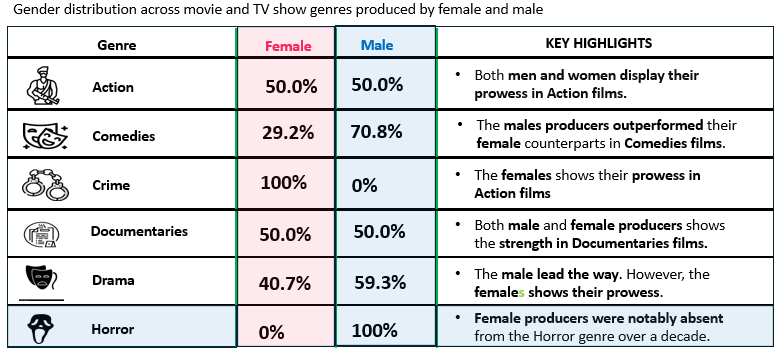 Gender distribution across movie and TV show genres produced by female and male
Genre Female Male KEY HIGHLIGHTS
Action 50.0% 50.0% • Both men and women display their
prowess in Action films.
Comedies 29.2% 70.8% • The males producers outperformed their
female counterparts in Comedies films.
Crime 100% 0% • The females shows their prowess in
Action films
Documentaries 50.0% 50.0% • Both male and female producers shows
the strength in Documentaries films.
Drama 40.7% 59.3% • The male lead the way. However, the
females shows their prowess.
Horror 0% 100% • Female producers were notably absent
from the Horror genre over a decade.